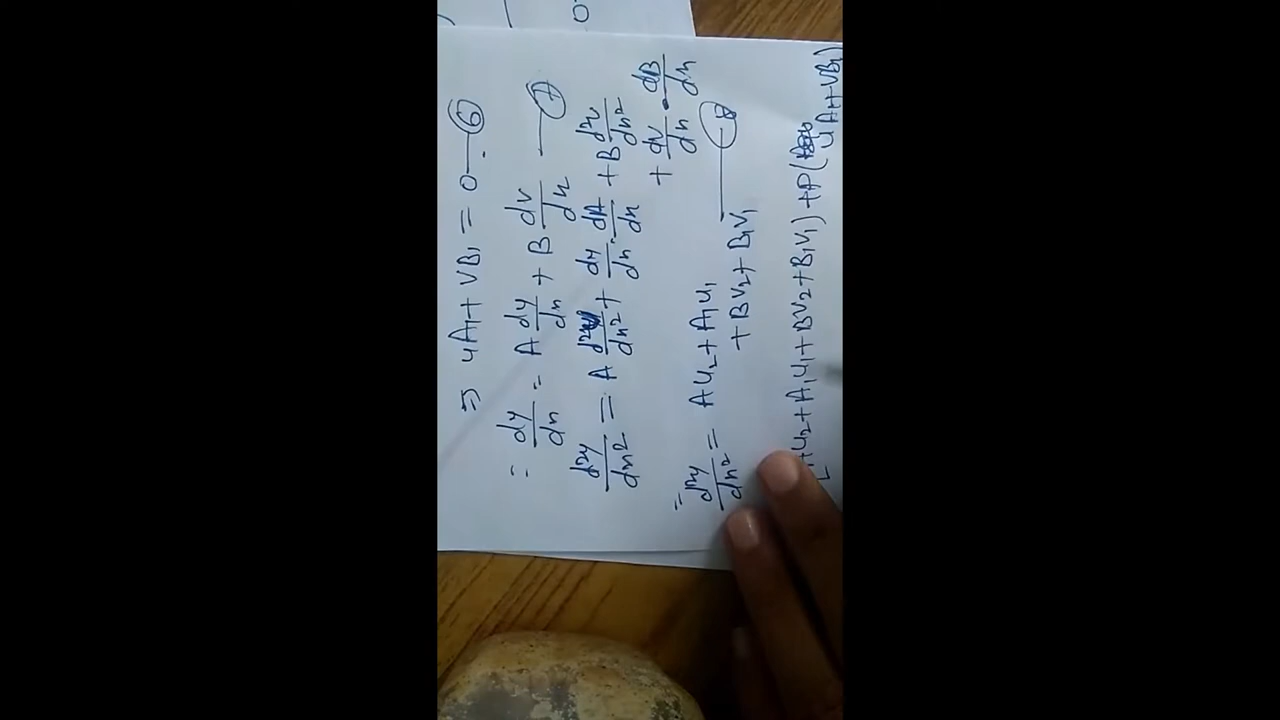 ⇒ uA₁ + vB₁ = 0 — ⑥
= dy/dx = A du/dx + B dv/dx — ⑦
d²y/dx² = A d²u/dx² + du/dx · dA/dx + B d²v/dx²
+ dv/dx · dB/dx
= d²y/dx² = Au₂ + A₁u₁
+ Bv₂ + B₁v₁ — ⑧
+u₂ + A₁u₁ + Bv₂ + B₁v₁) + P(
uA₁ + vB₁)